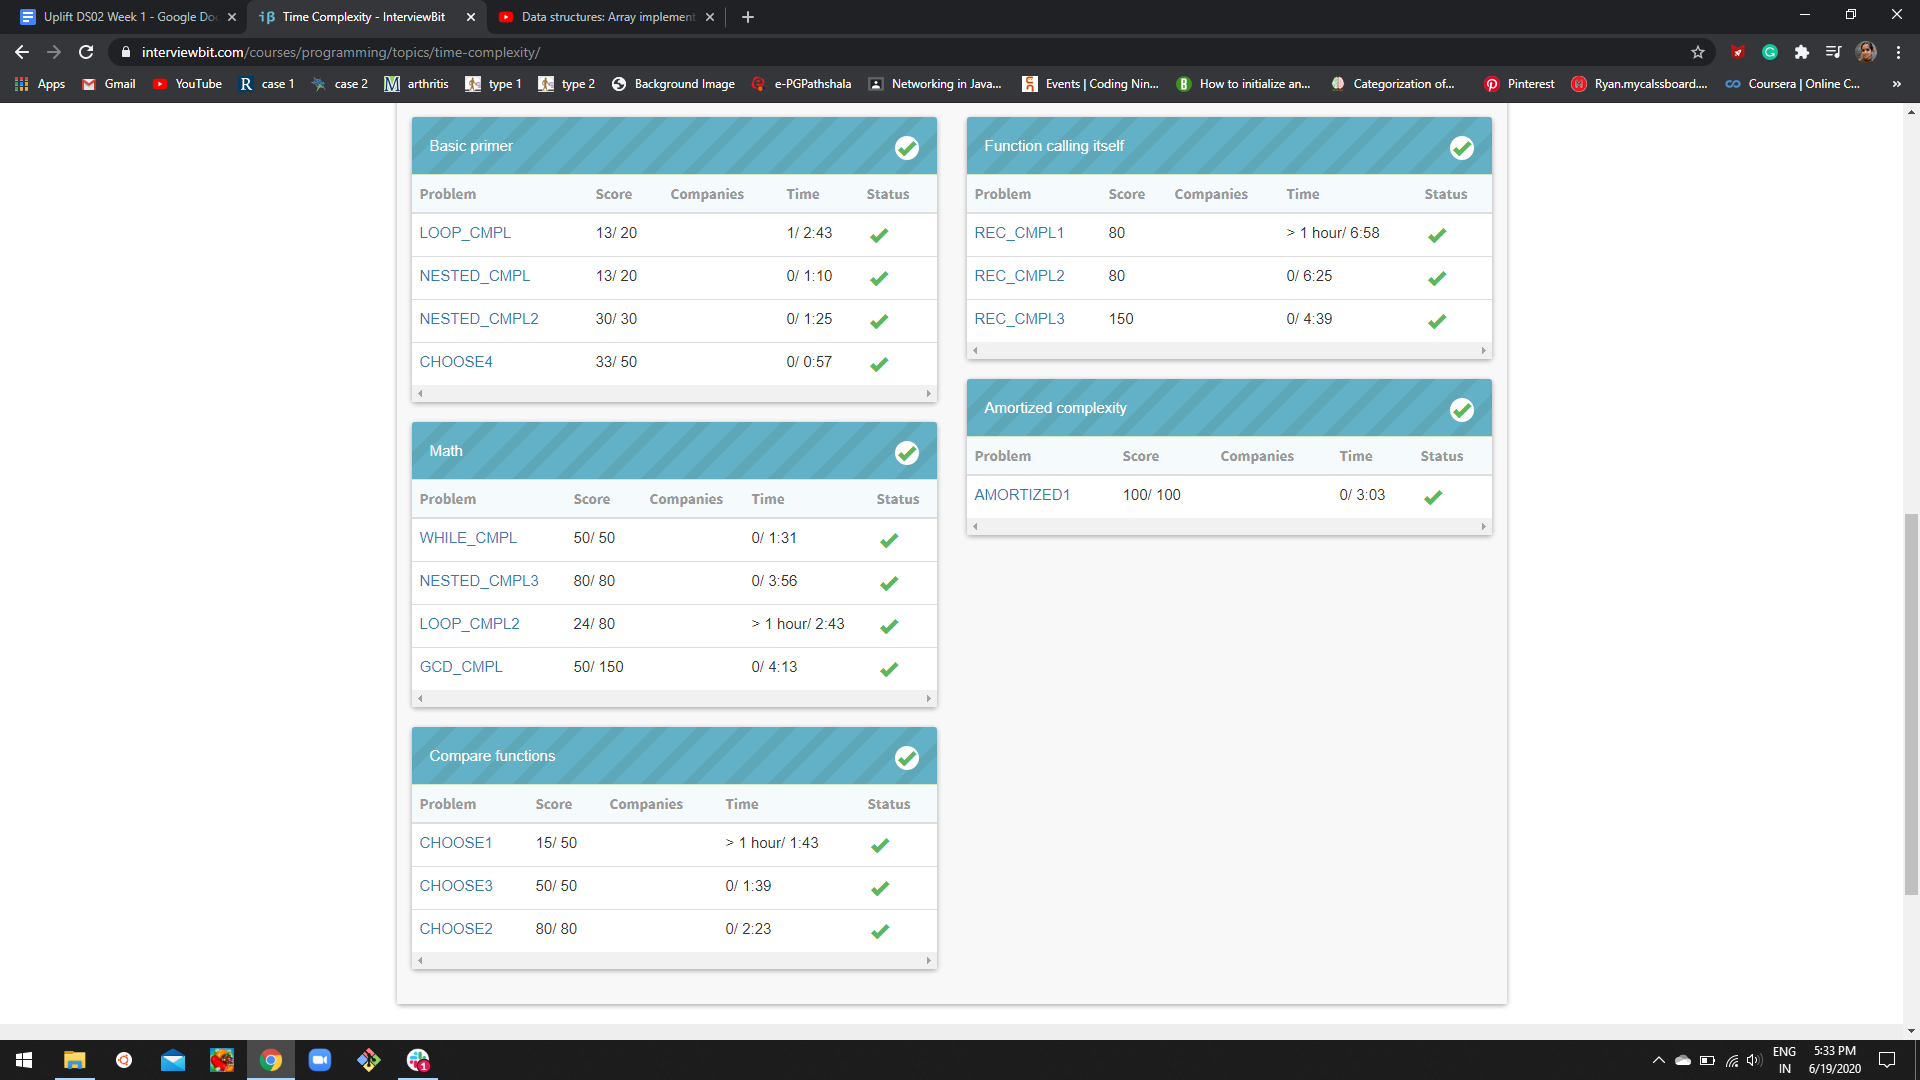 Uplift DS02 Week 1 - Google Do
Time Complexity - InterviewBit
Data structures: Array implement
interviewbit.com/courses/programming/topics/time-complexity/
Apps Gmail YouTube R case 1 case 2 M arthritis type 1 type 2 Background Image e-PGPathshala Networking in Java... Events | Coding Nin... B How to initialize an... Categorization of... Pinterest Ryan.mycalssboard.... Coursera | Online C... »
Basic primer
Problem Score Companies Time Status
LOOP_CMPL 13/ 20 1/ 2:43
NESTED_CMPL 13/ 20 0/ 1:10
NESTED_CMPL2 30/ 30 0/ 1:25
CHOOSE4 33/ 50 0/ 0:57
Math
Problem Score Companies Time Status
WHILE_CMPL 50/ 50 0/ 1:31
NESTED_CMPL3 80/ 80 0/ 3:56
LOOP_CMPL2 24/ 80 > 1 hour/ 2:43
GCD_CMPL 50/ 150 0/ 4:13
Compare functions
Problem Score Companies Time Status
CHOOSE1 15/ 50 > 1 hour/ 1:43
CHOOSE3 50/ 50 0/ 1:39
CHOOSE2 80/ 80 0/ 2:23
Function calling itself
Problem Score Companies Time Status
REC_CMPL1 80 > 1 hour/ 6:58
REC_CMPL2 80 0/ 6:25
REC_CMPL3 150 0/ 4:39
Amortized complexity
Problem Score Companies Time Status
AMORTIZED1 100/ 100 0/ 3:03
1
ENG
IN
5:33 PM
6/19/2020